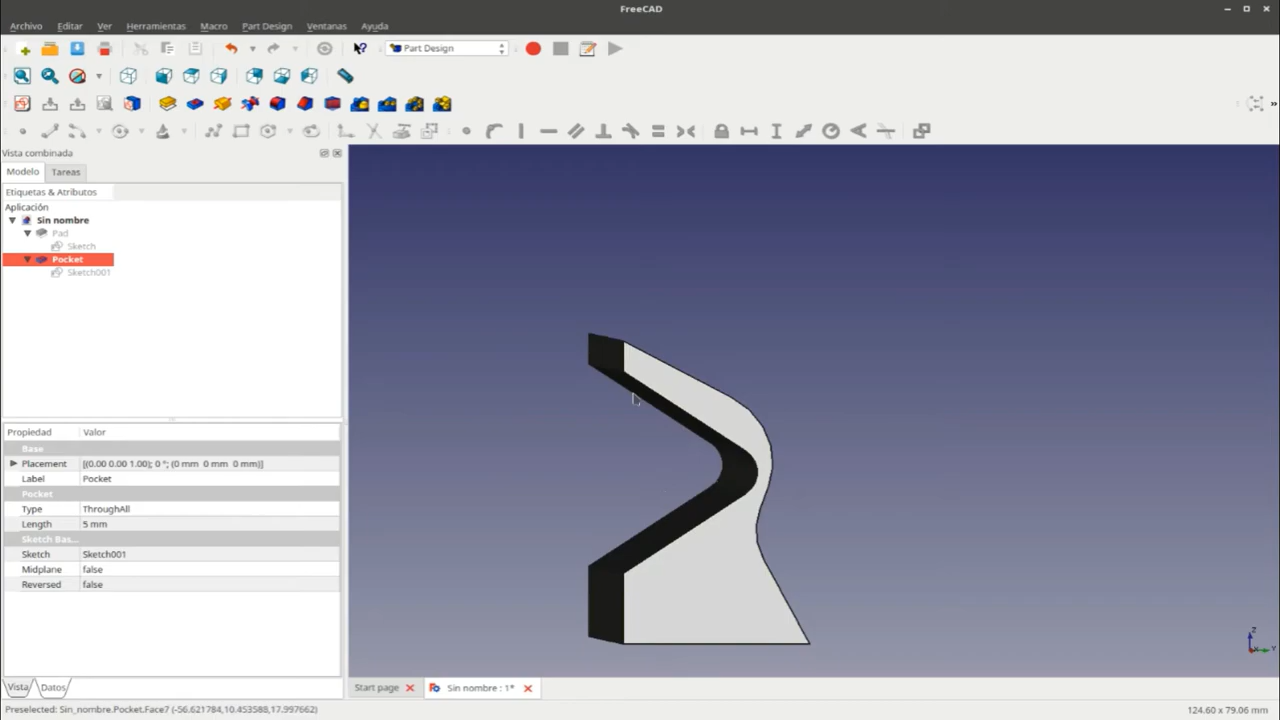 FreeCAD
Archivo Editar Ver Herramientas Macro Part Design Ventanas Ayuda
Part Design
Vista combinada
Modelo Tareas
Etiquetas & Atributos
Aplicación
Sin nombre
Pad
Sketch
Pocket
Sketch001
Propiedad Valor
Base
Placement [(0.00 0.00 1.00); 0 °; (0 mm 0 mm 0 mm)]
Label Pocket
Pocket
Type ThroughAll
Length 5 mm
Sketch Bas...
Sketch Sketch001
Midplane false
Reversed false
Z
Y
Vista Datos
Start page Sin nombre : 1*
Preselected: Sin_nombre.Pocket.Face7 (-56.621784,10.453588,17.997662)
124.60 x 79.06 mm